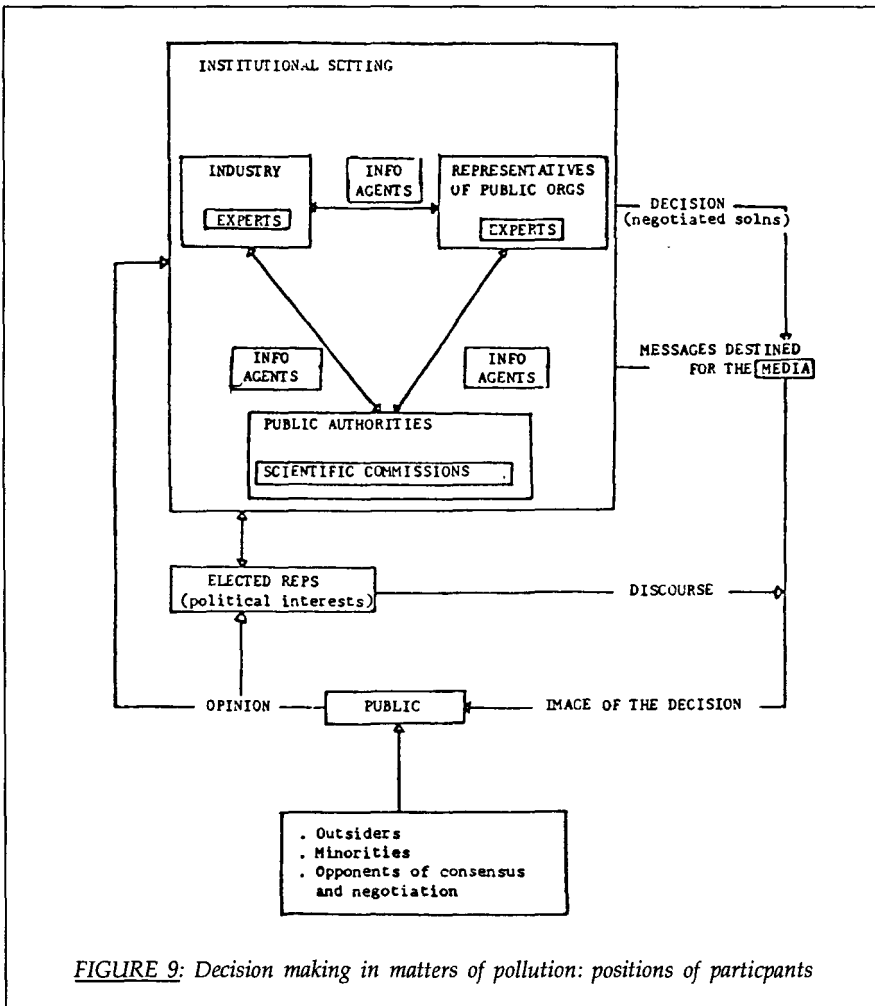 INSTITUTIONAL SETTING
INDUSTRY
EXPERTS
INFO
AGENTS
REPRESENTATIVES
OF PUBLIC ORGS
EXPERTS
DECISION
(negotiated solns)
INFO
AGENTS
INFO
AGENTS
MESSAGES DESTINED
FOR THE MEDIA
PUBLIC AUTHORITIES
SCIENTIFIC COMMISSIONS
ELECTED REPS
(political interests)
DISCOURSE
OPINION
PUBLIC
IMAGE OF THE DECISION
. Outsiders
. Minorities
. Opponents of consensus
and negotiation
FIGURE 9: Decision making in matters of pollution: positions of particpants